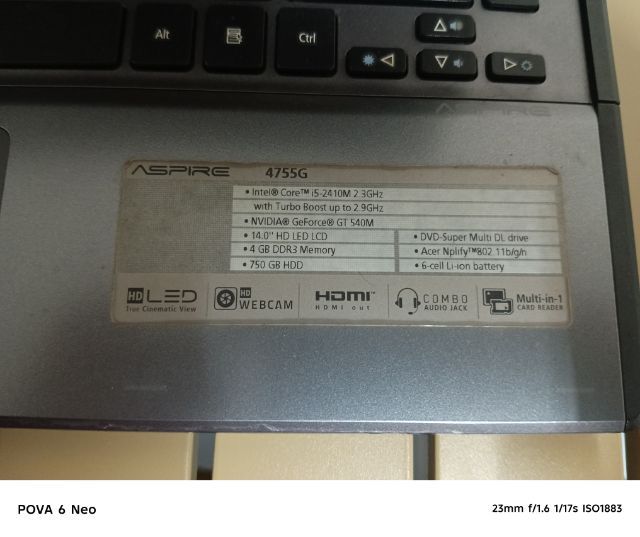 Alt
Ctrl
ASPIRE 4755G
• Intel® Core™ i5-2410M 2.3GHz
with Turbo Boost up to 2.9GHz
• NVIDIA® GeForce® GT 540M
• 14.0" HD LED LCD
• 4 GB DDR3 Memory
• 750 GB HDD
• DVD-Super Multi DL drive
• Acer Nplify™802.11b/g/n
• 6-cell Li-ion battery
HD LED
True Cinematic View
HD
WEBCAM
HDMI™
HDMI out
COMBO
AUDIO JACK
Multi-in-1
CARD READER
POVA 6 Neo
23mm f/1.6 1/17s ISO1883